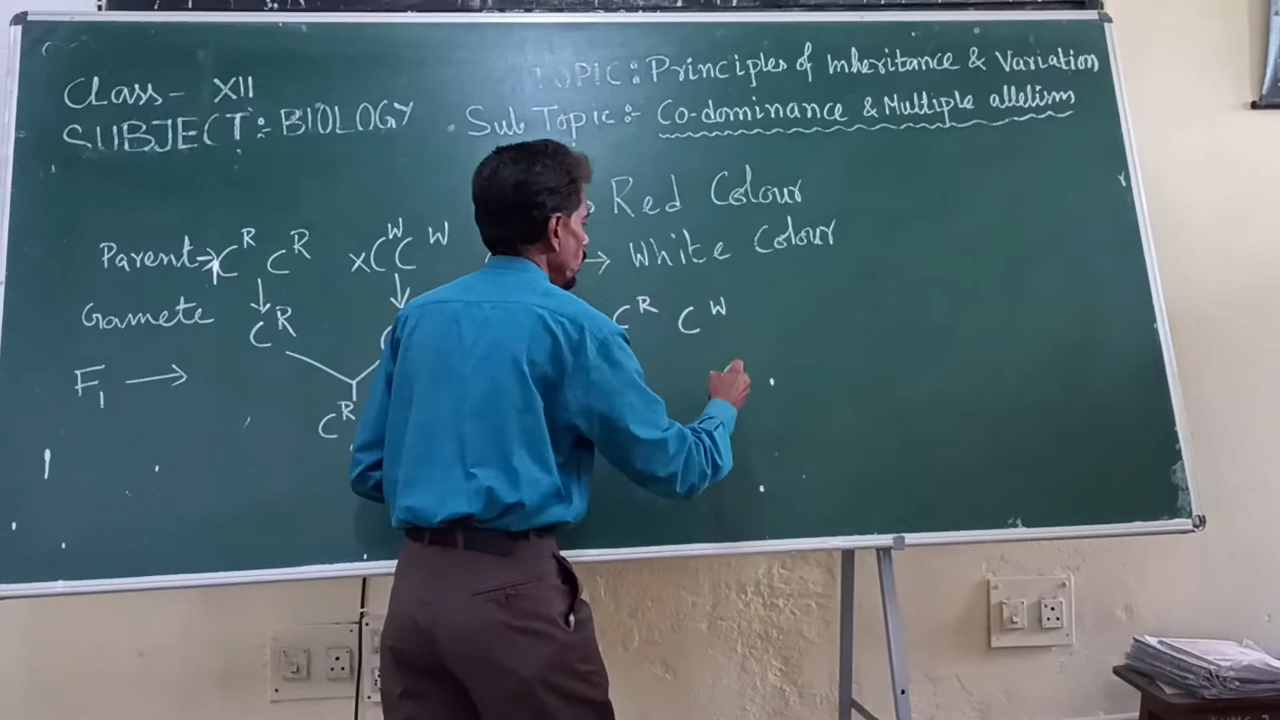 Class- XII
TOPIC:- Principles of Inheritance & Variation
SUBJECT:- BIOLOGY
Sub Topic:- Co-dominance & Multiple allelism
Red Colour
Parent→ C^R C^R x C^W C^W
→ White Colour
Gamete
C^R C^W
C^R
F₁ →
C^R